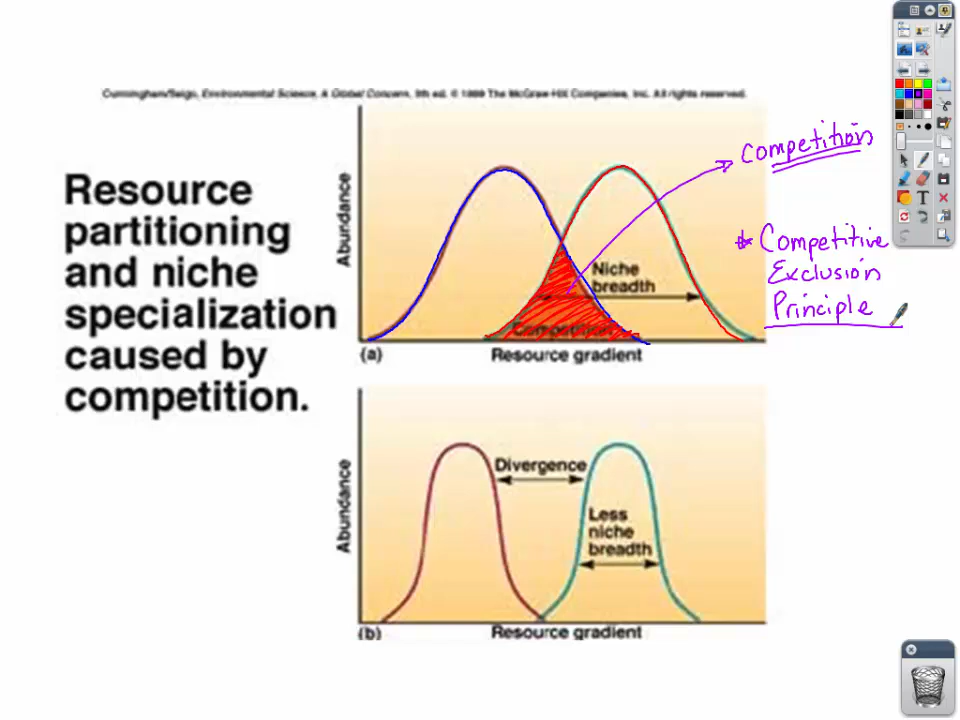 Cunningham/Saigo, Environmental Science, A Global Concern, 5th ed. © 1999 The McGraw-Hill Companies, Inc. All rights reserved.
Resource
partitioning
and niche
specialization
caused by
competition.
Abundance
Niche
breadth
Competition
(a)
Resource gradient
Competition
Competitive
Exclusion
Principle
Abundance
Divergence
Less
niche
breadth
(b)
Resource gradient
T